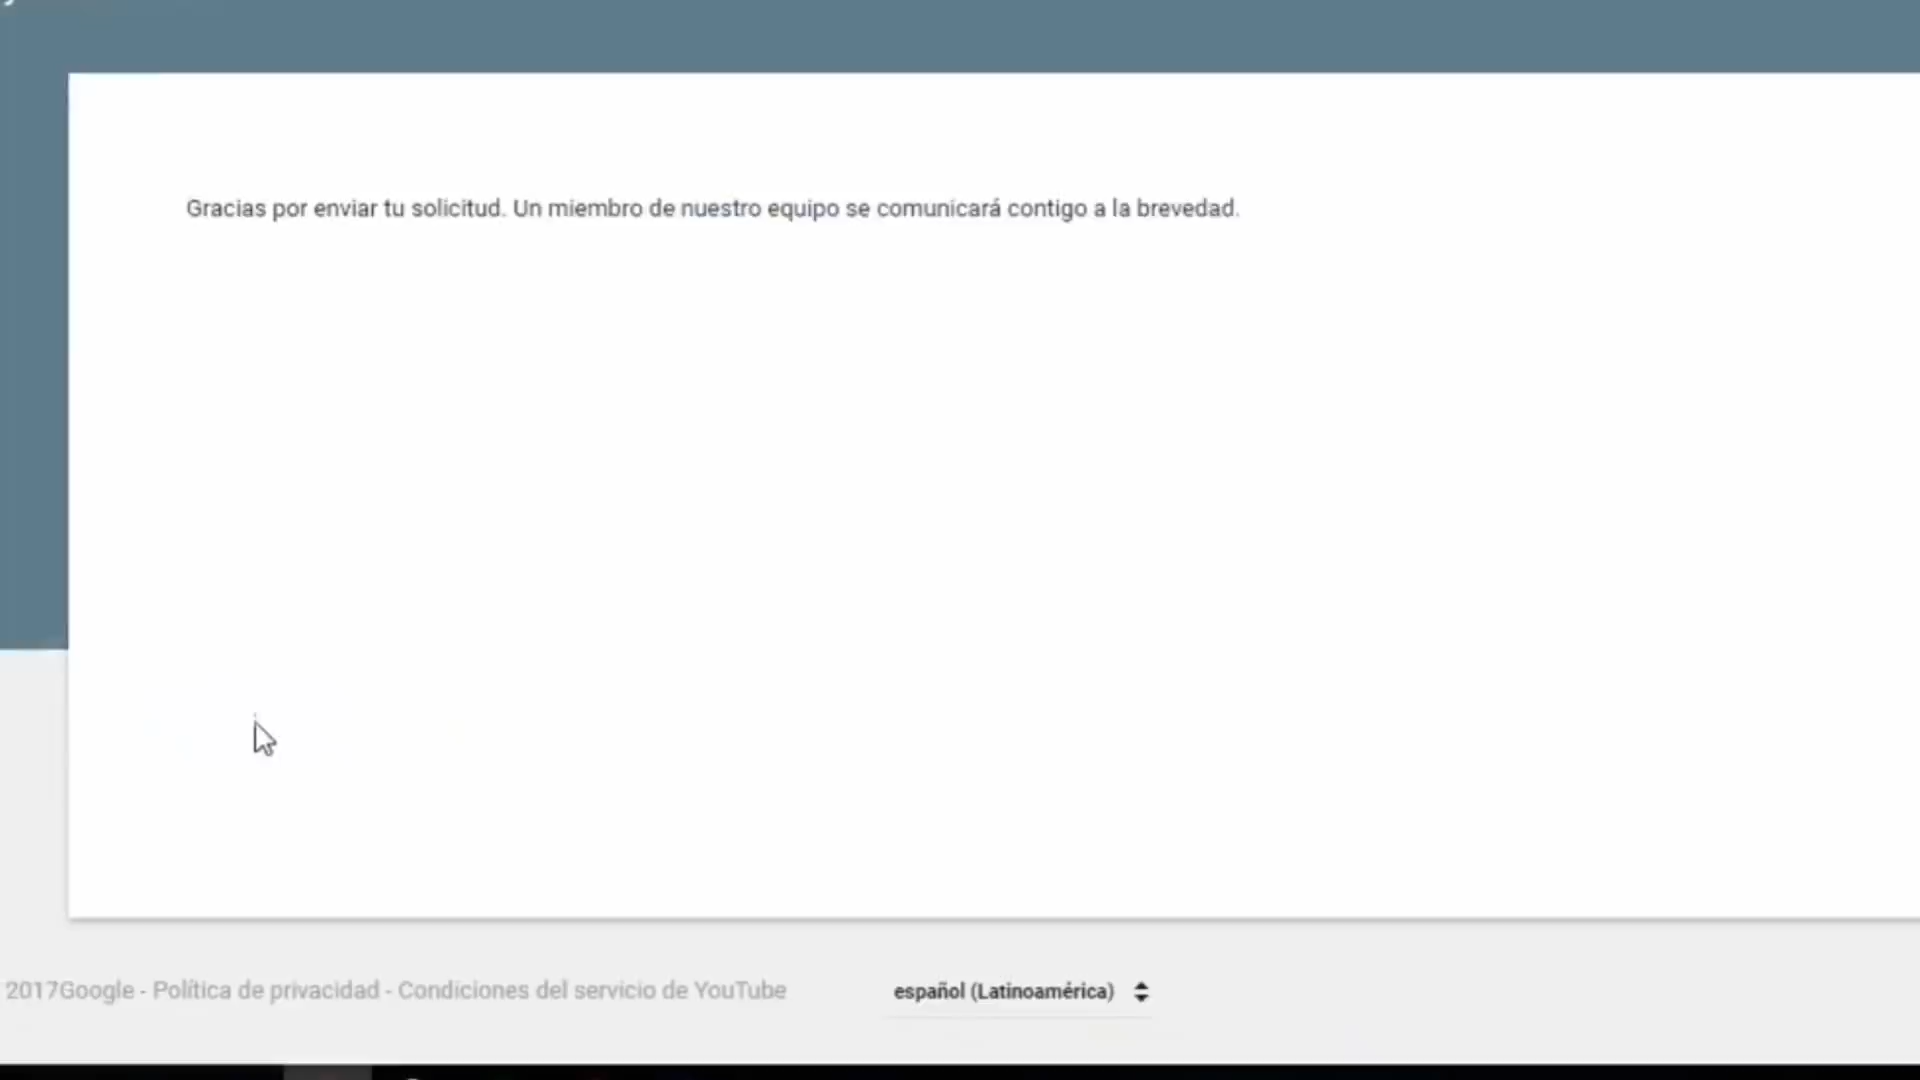 Gracias por enviar tu solicitud. Un miembro de nuestro equipo se comunicará contigo a la brevedad.
2017Google - Política de privacidad - Condiciones del servicio de YouTube
español (Latinoamérica)